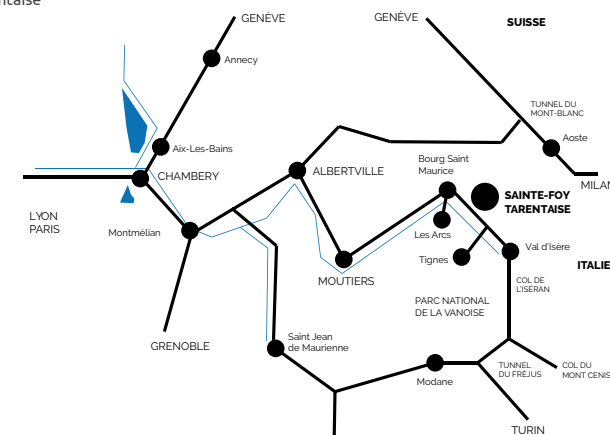 entaise
GENÈVE
GENÈVE
SUISSE
Annecy
TUNNEL DU
MONT-BLANC
Aoste
Aix-Les-Bains
Bourg Saint
Maurice
CHAMBERY
ALBERTVILLE
MILAN
SAINTE-FOY
TARENTAISE
LYON
PARIS
Montmélian
Les Arcs
Val d'Isère
Tignes
ITALIE
MOUTIERS
COL DE
L'ISÉRAN
PARC NATIONAL
DE LA VANOISE
GRENOBLE
Saint Jean
de Maurienne
Modane
TUNNEL
DU FRÉJUS
COL DU
MONT CENIS
TURIN